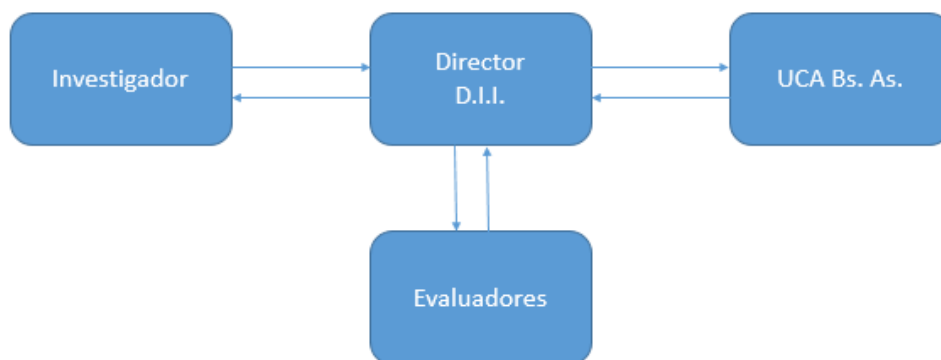 Investigador
Director
D.I.I.
UCA Bs. As.
Evaluadores